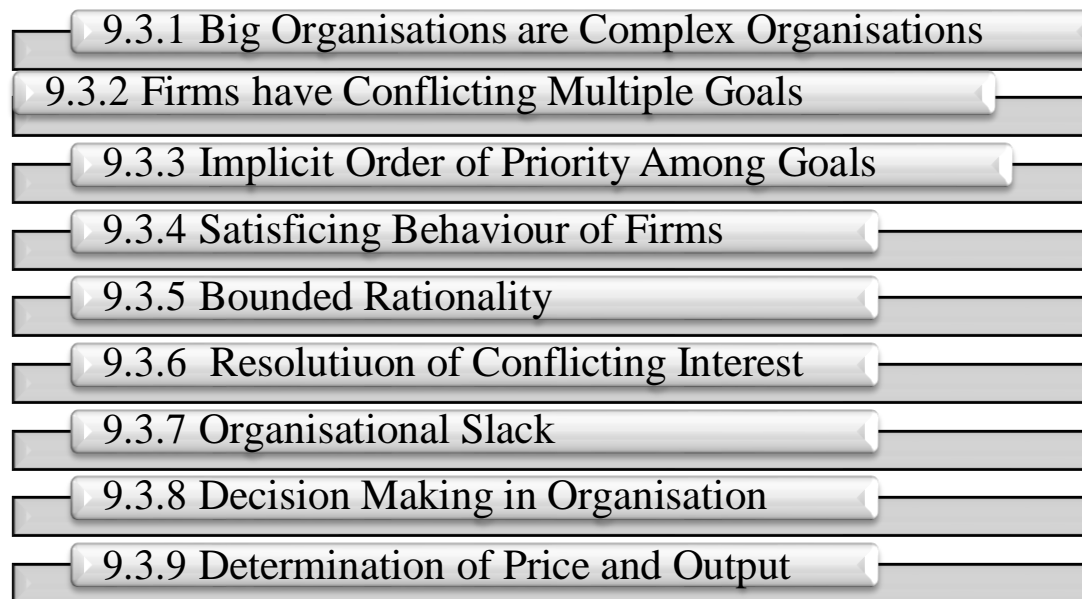 9.3.1 Big Organisations are Complex Organisations
9.3.2 Firms have Conflicting Multiple Goals
9.3.3 Implicit Order of Priority Among Goals
9.3.4 Satisficing Behaviour of Firms
9.3.5 Bounded Rationality
9.3.6 Resolutiuon of Conflicting Interest
9.3.7 Organisational Slack
9.3.8 Decision Making in Organisation
9.3.9 Determination of Price and Output